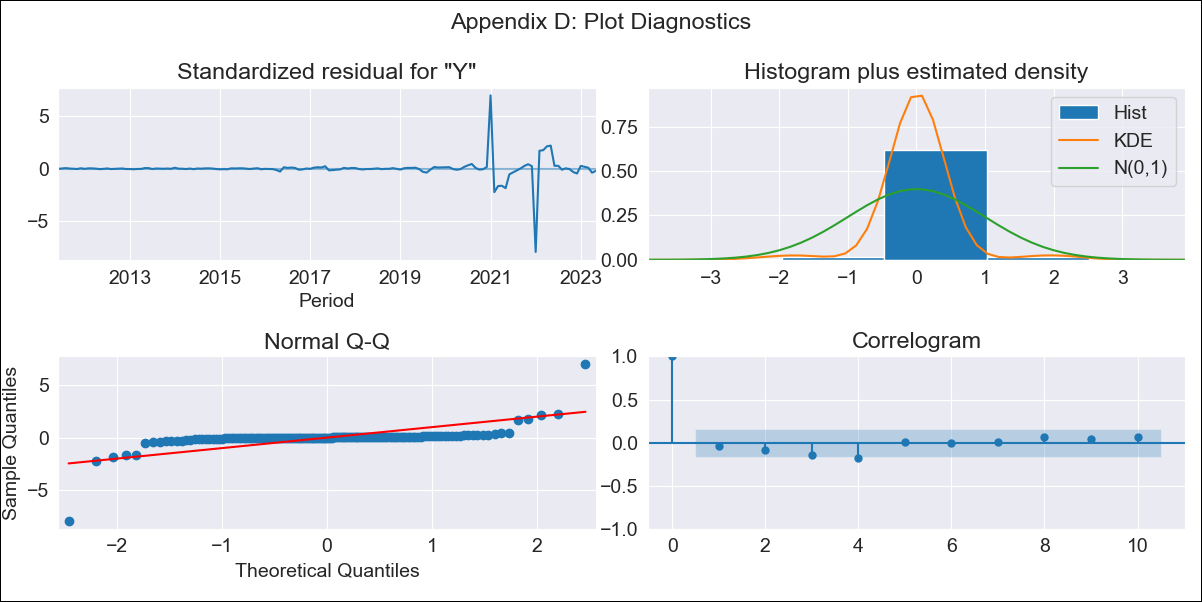 Appendix D: Plot Diagnostics
Standardized residual for "Y"
5
0
−5
2013 2015 2017 2019 2021 2023
Period
Histogram plus estimated density
Hist
KDE
N(0,1)
0.75
0.50
0.25
0.00
−3 −2 −1 0 1 2 3
Normal Q-Q
Sample Quantiles
5
0
−5
−2 −1 0 1 2
Theoretical Quantiles
Correlogram
1.0
0.5
0.0
−0.5
−1.0
0 2 4 6 8 10